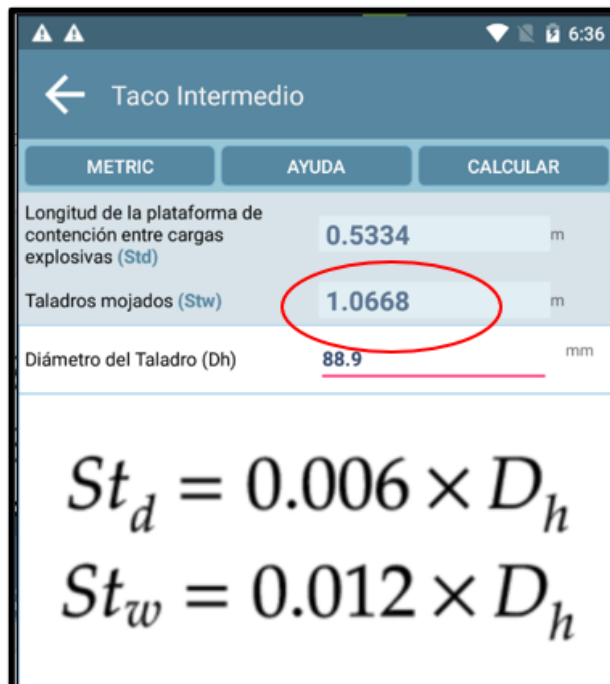 6:36
Taco Intermedio
METRIC AYUDA CALCULAR
Longitud de la plataforma de
contención entre cargas
explosivas (Std)
0.5334 m
Taladros mojados (Stw) 1.0668 m
Diámetro del Taladro (Dh) 88.9 mm
St_d = 0.006 × D_h
St_w = 0.012 × D_h